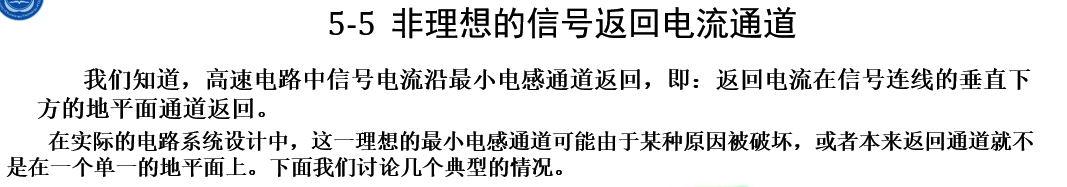 5-5 非理想的信号返回电流通道
我们知道，高速电路中信号电流沿最小电感通道返回，即：返回电流在信号连线的垂直下
方的地平面通道返回。
在实际的电路系统设计中，这一理想的最小电感通道可能由于某种原因被破坏，或者本来返回通道就不
是在一个单一的地平面上。下面我们讨论几个典型的情况。